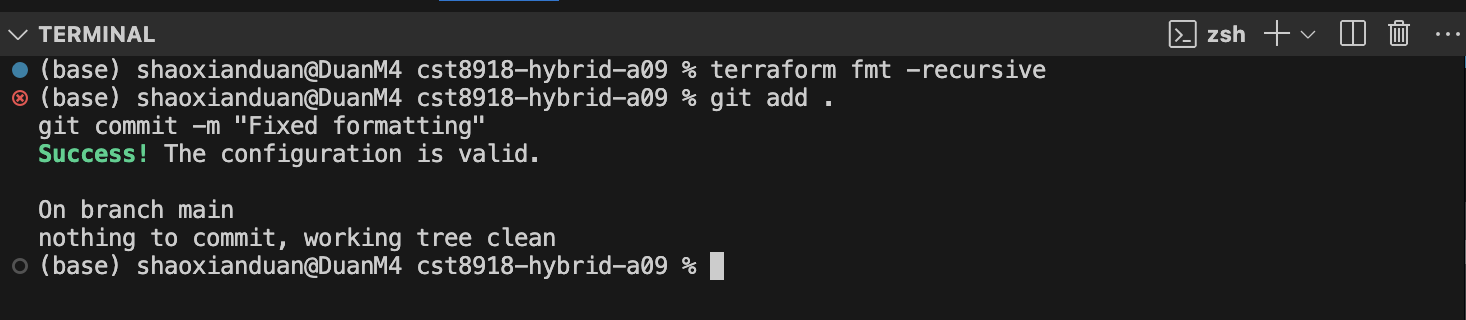 TERMINAL
zsh
(base) shaoxianduan@DuanM4 cst8918-hybrid-a09 % terraform fmt -recursive
(base) shaoxianduan@DuanM4 cst8918-hybrid-a09 % git add .
git commit -m "Fixed formatting"
Success! The configuration is valid.
On branch main
nothing to commit, working tree clean
(base) shaoxianduan@DuanM4 cst8918-hybrid-a09 %